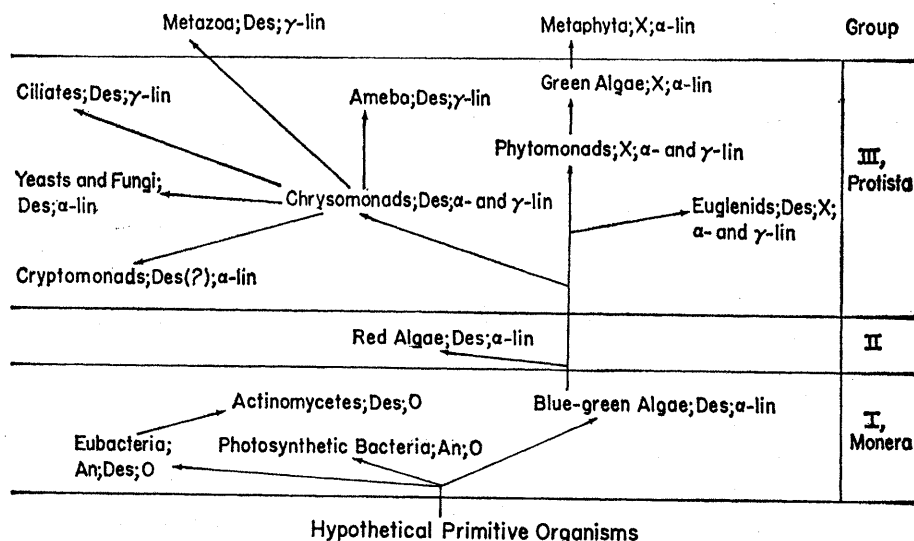 Metazoa; Des; γ-lin
Metaphyta; X; α-lin
Group
Ciliates; Des; γ-lin
Ameba; Des; γ-lin
Green Algae; X; α-lin
Phytomonads; X; α- and γ-lin
III,
Protista
Yeasts and Fungi;
Des; α-lin
Chrysomonads; Des; α- and γ-lin
Euglenids; Des; X;
α- and γ-lin
Cryptomonads; Des(?); α-lin
Red Algae; Des; α-lin
II
Actinomycetes; Des; O
Blue-green Algae; Des; α-lin
I,
Monera
Eubacteria;
An; Des; O
Photosynthetic Bacteria; An; O
Hypothetical Primitive Organisms